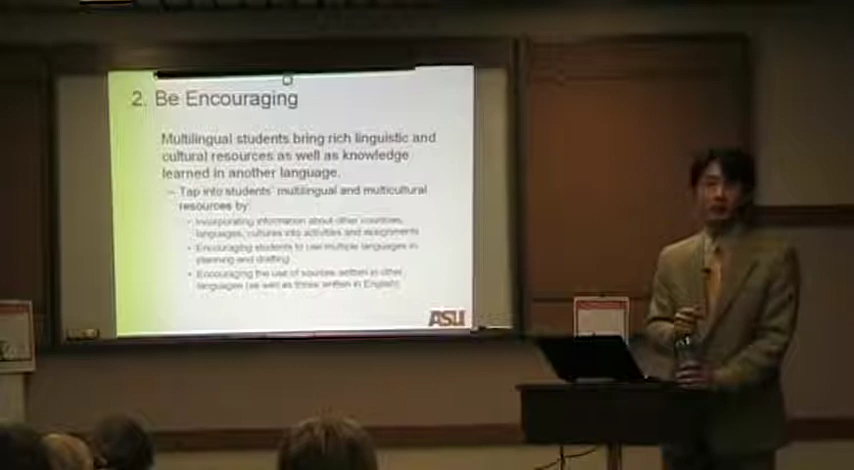 2. Be Encouraging
Multilingual students bring rich linguistic and
cultural resources as well as knowledge
learned in another language.
– Tap into students' multilingual and multicultural
resources by:
• Incorporating information about other countries,
languages, cultures into activities and assignments
• Encouraging students to use multiple languages in
planning and drafting
• Encouraging the use of sources written in other
languages (as well as those written in English)
ASU